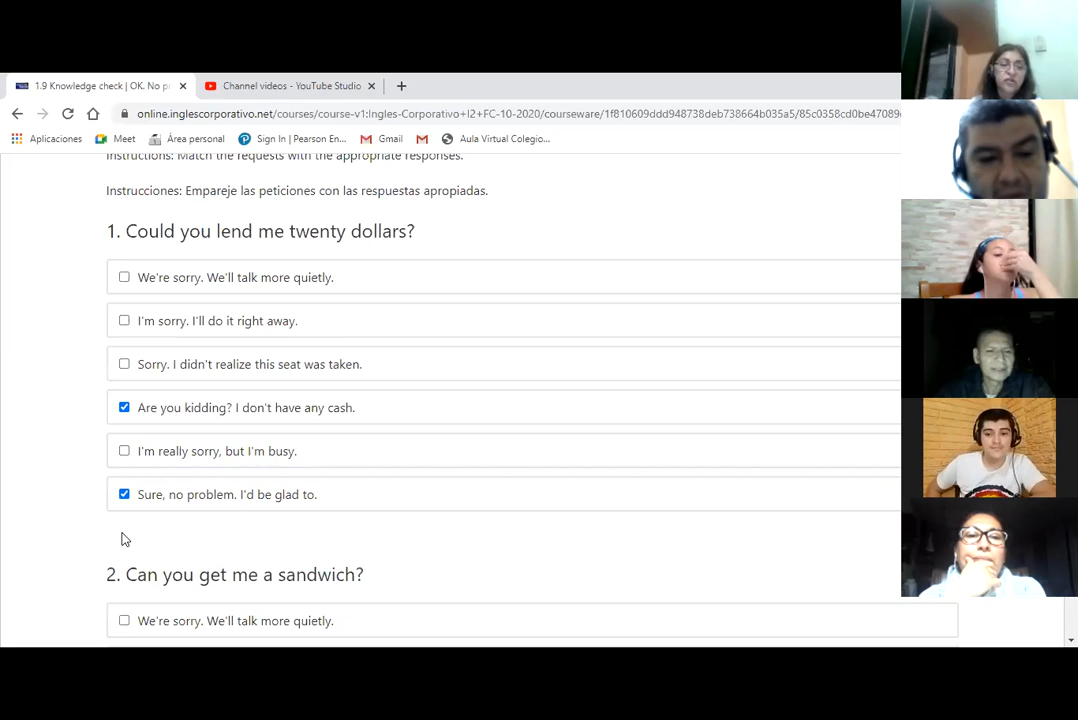 1.9 Knowledge check | OK. No p
Channel videos - YouTube Studio
online.inglescorporativo.net/courses/course-v1:Ingles-Corporativo+I2+FC-10-2020/courseware/1f810609ddd948738deb738664b035a5/85c0358cd0be47089
Aplicaciones
Meet
Área personal
Sign In | Pearson En...
Gmail
Aula Virtual Colegio...
Instructions: Match the requests with the appropriate responses.
Instrucciones: Empareje las peticiones con las respuestas apropiadas.
1. Could you lend me twenty dollars?
We're sorry. We'll talk more quietly.
I'm sorry. I'll do it right away.
Sorry. I didn't realize this seat was taken.
Are you kidding? I don't have any cash.
I'm really sorry, but I'm busy.
Sure, no problem. I'd be glad to.
2. Can you get me a sandwich?
We're sorry. We'll talk more quietly.